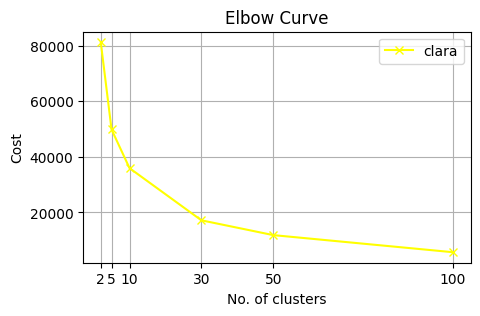 Elbow Curve
clara
80000
60000
40000
20000
Cost
2 5 10 30 50 100
No. of clusters